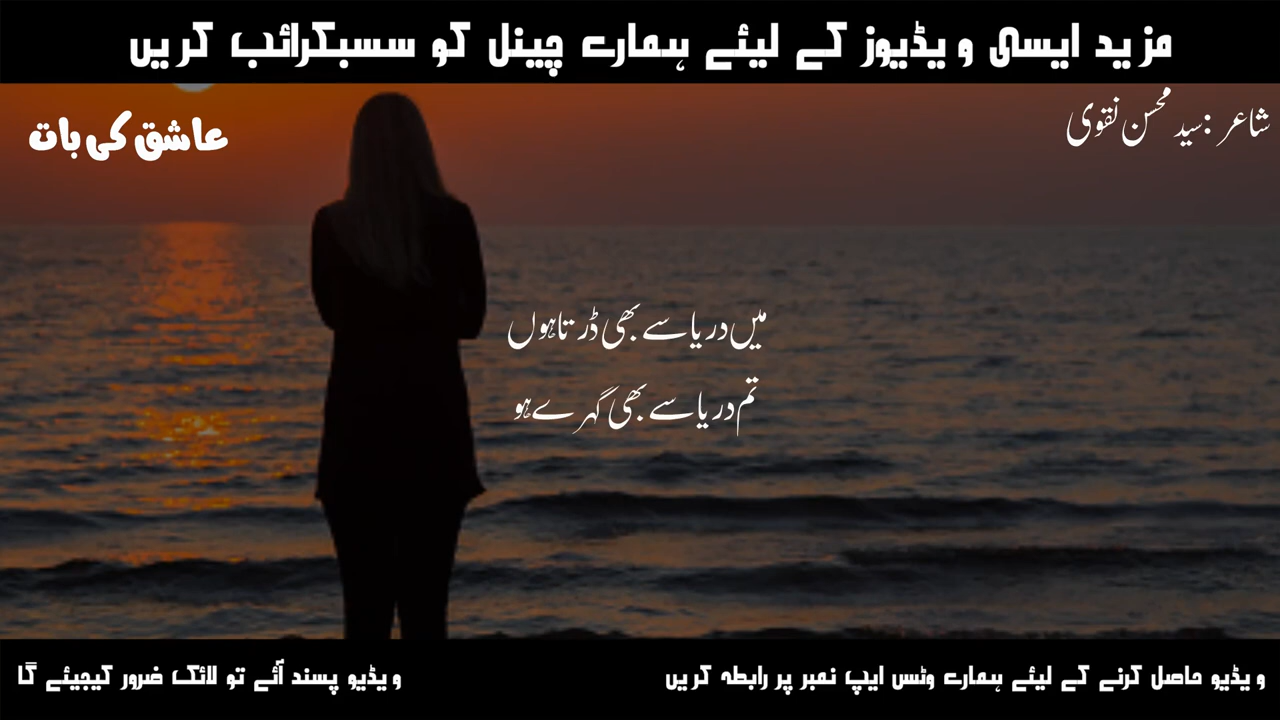 مزید ایسی ویڈیوز کے لیئے ہمارے چینل کو سسبکرائب کریں
شاعر :سید محسن نقوی
عاشق کی بات
میں دریا سے بھی ڈرتا ہوں
تم دریا سے بھی گہرے ہو
ویڈیو حاصل کرنے کے لیئے ہمارے وٹس ایپ نمبر پر رابطہ کریں
ویڈیو پسند آئے تو لائک ضرور کیجیئے گا